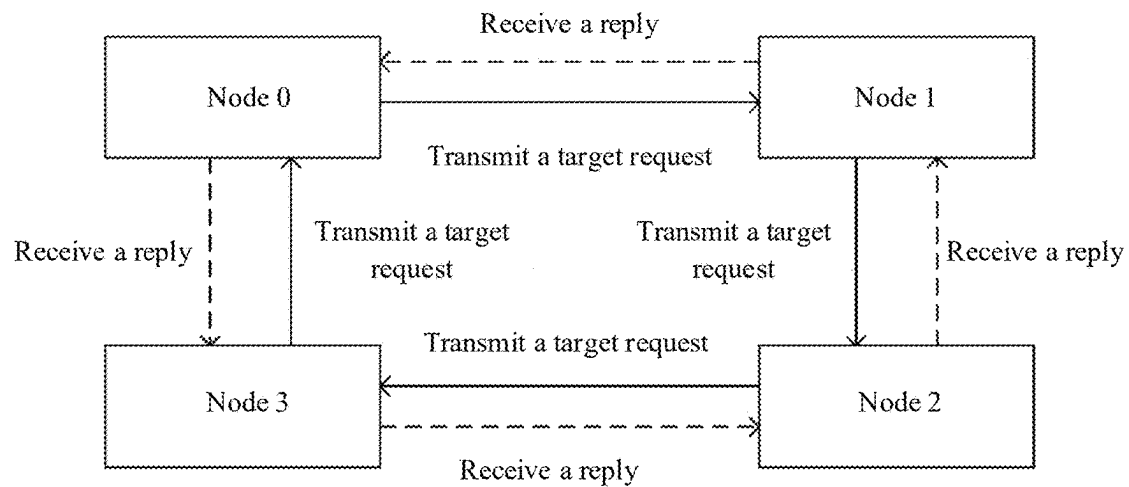 Receive a reply
Node 0
Node 1
Transmit a target request
Receive a reply
Transmit a target
request
Transmit a target
request
Receive a reply
Transmit a target request
Node 3
Node 2
Receive a reply